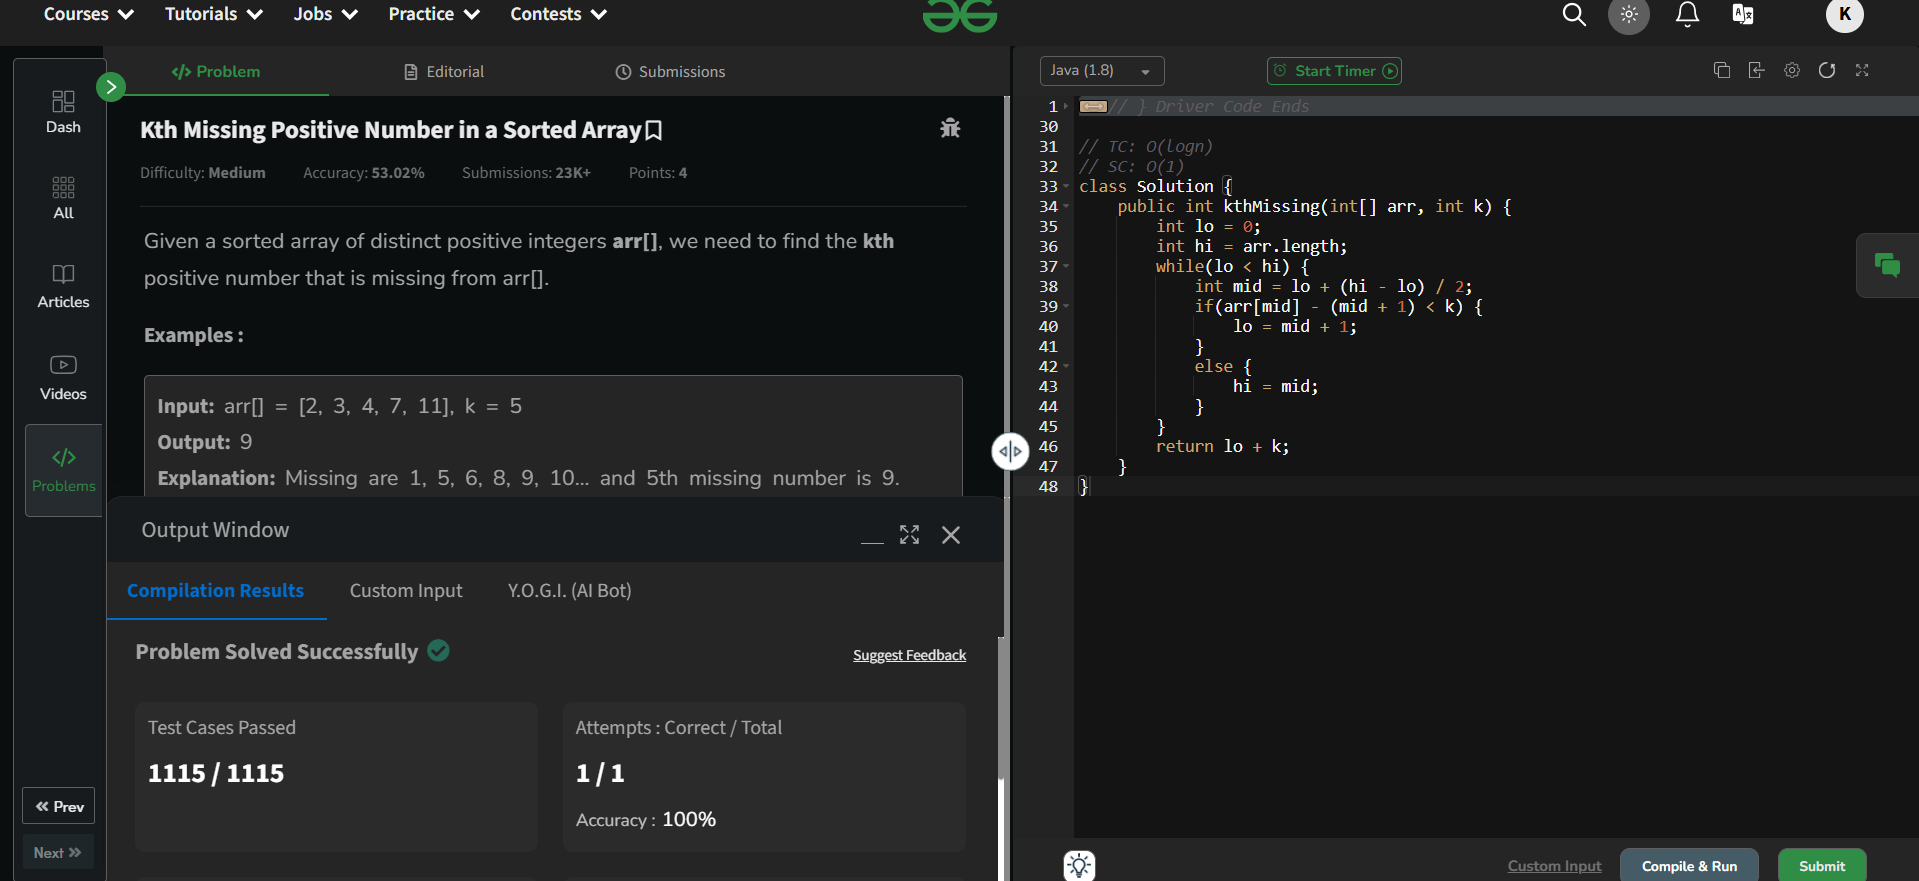 Courses Tutorials Jobs Practice Contests
K
Dash
All
Articles
Videos
Problems
Prev
Next
Problem Editorial Submissions
Kth Missing Positive Number in a Sorted Array
Difficulty: Medium Accuracy: 53.02% Submissions: 23K+ Points: 4
Given a sorted array of distinct positive integers arr[], we need to find the kth
positive number that is missing from arr[].
Examples :
Input: arr[] = [2, 3, 4, 7, 11], k = 5
Output: 9
Explanation: Missing are 1, 5, 6, 8, 9, 10… and 5th missing number is 9.
Output Window
Compilation Results Custom Input Y.O.G.I. (AI Bot)
Problem Solved Successfully
Suggest Feedback
Test Cases Passed
1115 / 1115
Attempts : Correct / Total
1 / 1
Accuracy : 100%
Java (1.8) Start Timer
1 // } Driver Code Ends
30
31 // TC: O(logn)
32 // SC: O(1)
33 class Solution {
34 public int kthMissing(int[] arr, int k) {
35 int lo = 0;
36 int hi = arr.length;
37 while(lo < hi) {
38 int mid = lo + (hi - lo) / 2;
39 if(arr[mid] - (mid + 1) < k) {
40 lo = mid + 1;
41 }
42 else {
43 hi = mid;
44 }
45 }
46 return lo + k;
47 }
48 }
Custom Input Compile & Run Submit